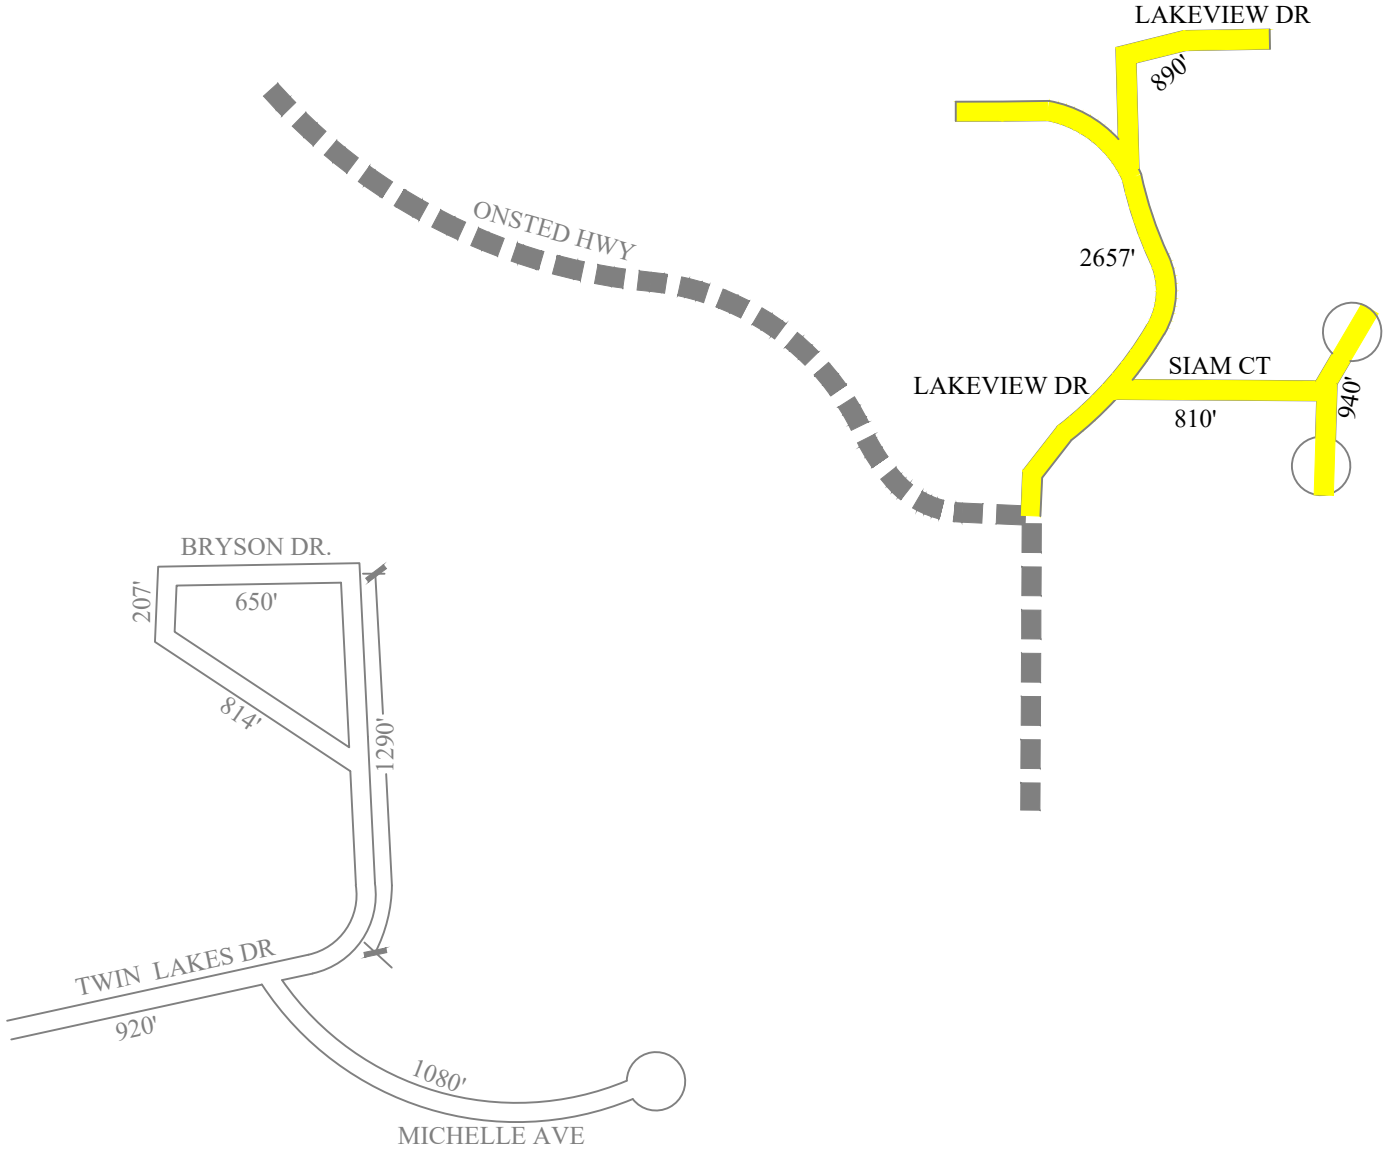 LAKEVIEW DR
890'
ONSTED HWY
2657'
SIAM CT
LAKEVIEW DR
940'
810'
BRYSON DR.
207'
650'
814'
1290'
TWIN LAKES DR
920'
1080'
MICHELLE AVE